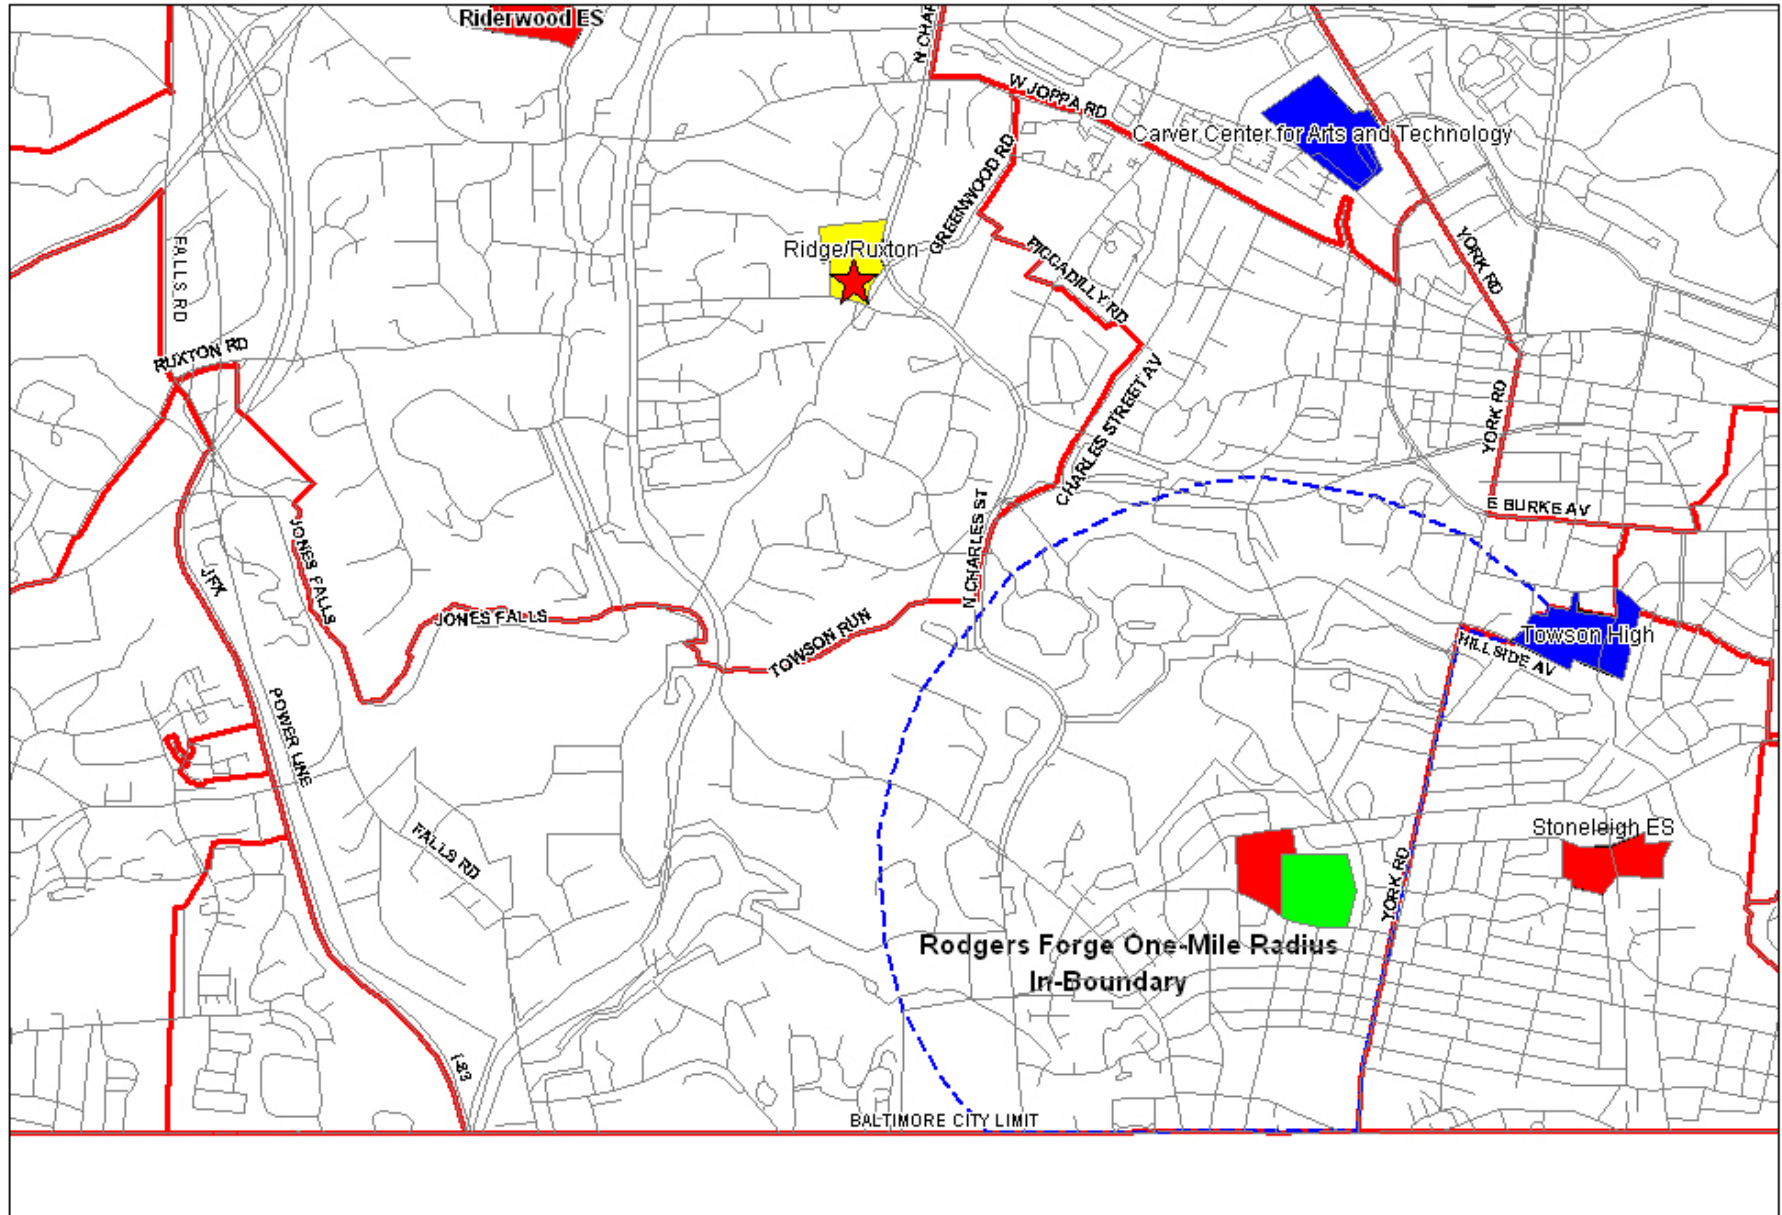 Riderwood ES
N CHAR
W JOPPA RD
Carver Center for Arts and Technology
GREENWOOD RD
FALLS RD
Ridge/Ruxton
PICCADILLY RD
YORK RD
RUXTON RD
CHARLES STREET AV
YORK RD
E BURKE AV
N CHARLES ST
JONES FALLS
JFX
JONES FALLS
TOWSON RUN
Towson High
HILLSIDE AV
POWER LINE
FALLS RD
Stoneleigh ES
YORK RD
Rodgers Forge One-Mile Radius
In-Boundary
I-83
BALTIMORE CITY LIMIT